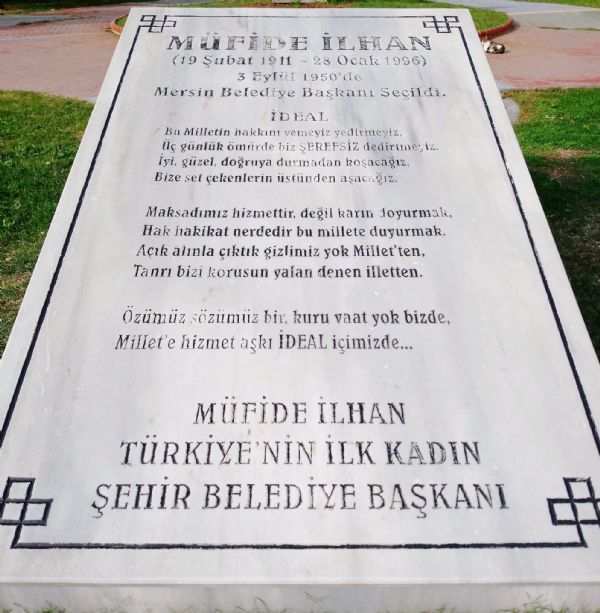 MÜFİDE İLHAN
(19 Şubat 1911 - 28 Ocak 1996)
3 Eylül 1950'de
Mersin Belediye Başkanı Seçildi.
İDEAL
Bu Milletin hakkını yemeyiz yedirmeyiz,
Üç günlük ömürde biz ŞEREFSİZ dedirtmeyiz.
İyi, güzel, doğruya durmadan koşacağız,
Bize set çekenlerin üstünden aşacağız.
Maksadımız hizmettir, değil karın doyurmak,
Hak hakikat nerdedir bu millete duyurmak.
Açık alınla çıktık gizlimiz yok Millet'ten,
Tanrı bizi korusun yalan denen illetten.
Özümüz sözümüz bir, kuru vaat yok bizde,
Millet'e hizmet aşkı İDEAL içimizde...
MÜFİDE İLHAN
TÜRKİYE'NİN İLK KADIN
ŞEHİR BELEDİYE BAŞKANI